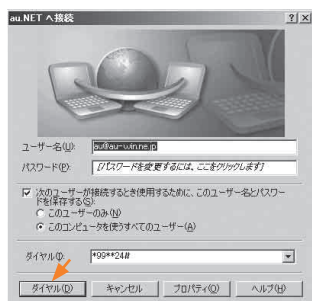 au.NET へ接続
ユーザー名(U):
au@au-win.ne.jp
パスワード(P):
[パスワードを変更するには、ここをクリックします]
次のユーザーが接続するとき使用するために、このユーザー名とパスワー
ドを保存する(S):
このユーザーのみ(N)
このコンピュータを使うすべてのユーザー(A)
ダイヤル(I):
*99**24#
ダイヤル(D) キャンセル プロパティ(O) ヘルプ(H)